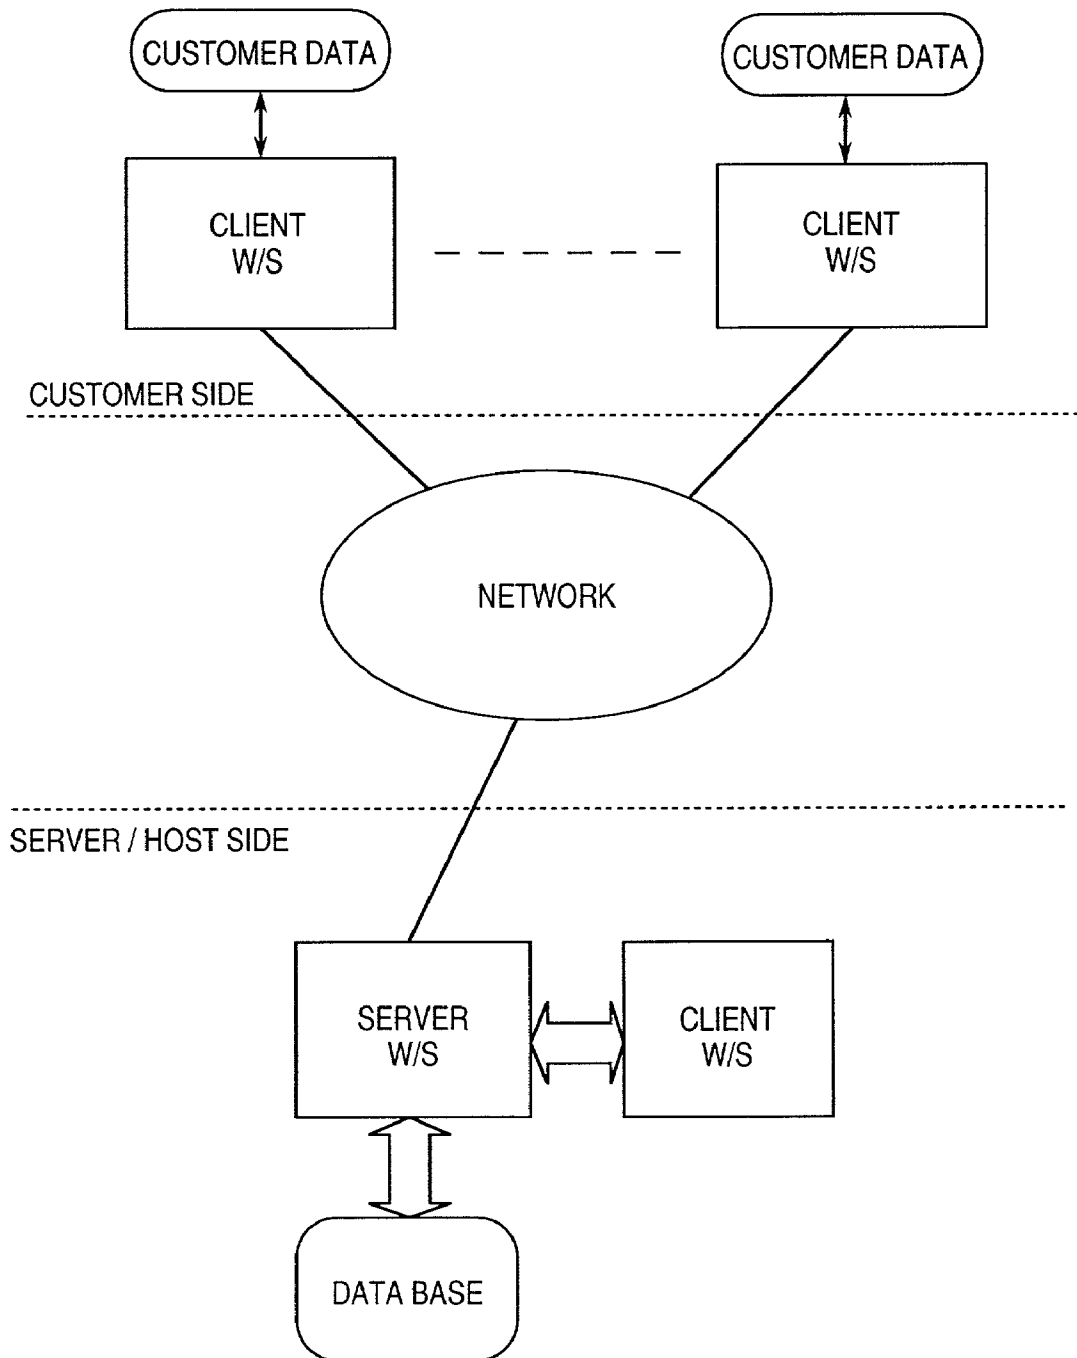 CUSTOMER DATA
CUSTOMER DATA
CLIENT
W/S
CLIENT
W/S
CUSTOMER SIDE
NETWORK
SERVER / HOST SIDE
SERVER
W/S
CLIENT
W/S
DATA BASE